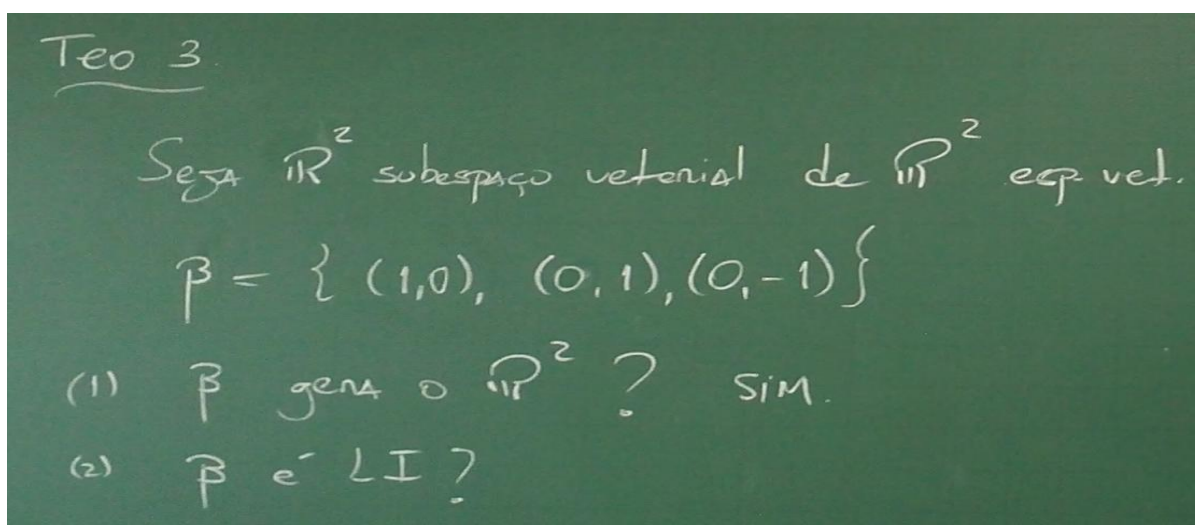 Teo 3.
Seja ℝ² subespaço vetorial de ℝ² esp. vet.
β = { (1,0), (0,1), (0,-1) }
(1) β gera o ℝ² ? SiM.
(2) β é LI ?